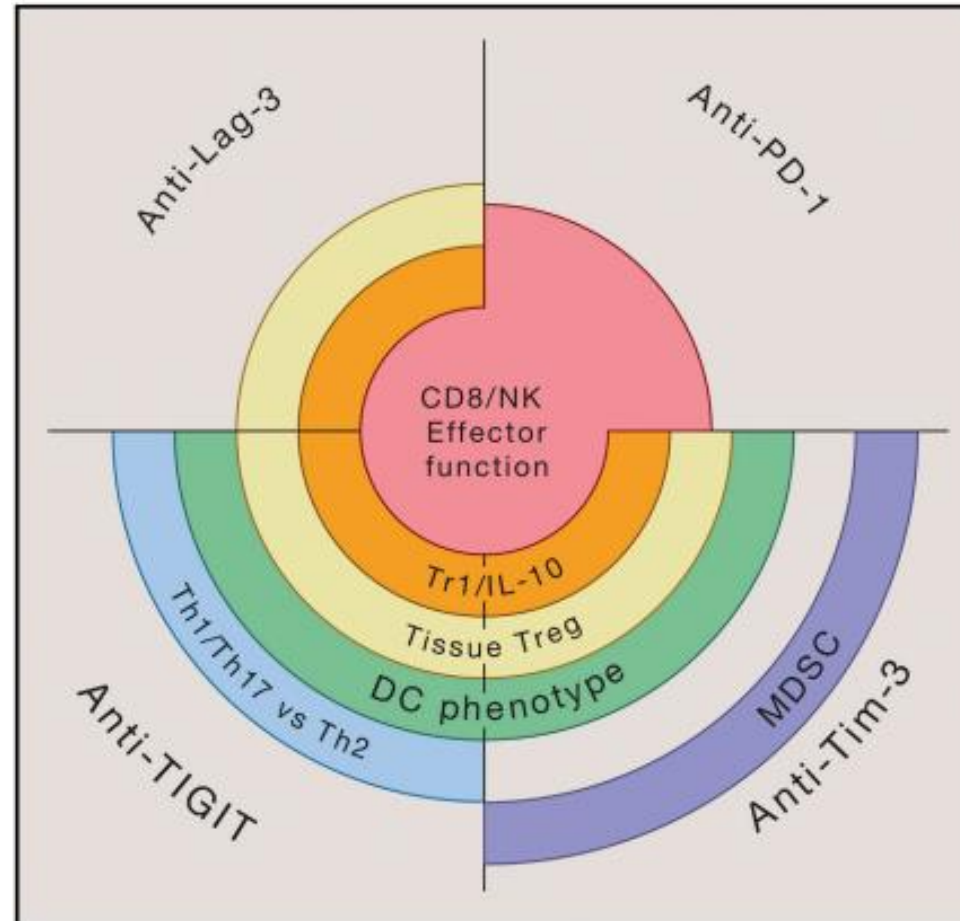 Anti-Lag-3
Anti-PD-1
CD8/NK
Effector
function
Tr1/IL-10
Tissue Treg
DC phenotype
Th1/Th17 vs Th2
MDSC
Anti-TIGIT
Anti-Tim-3